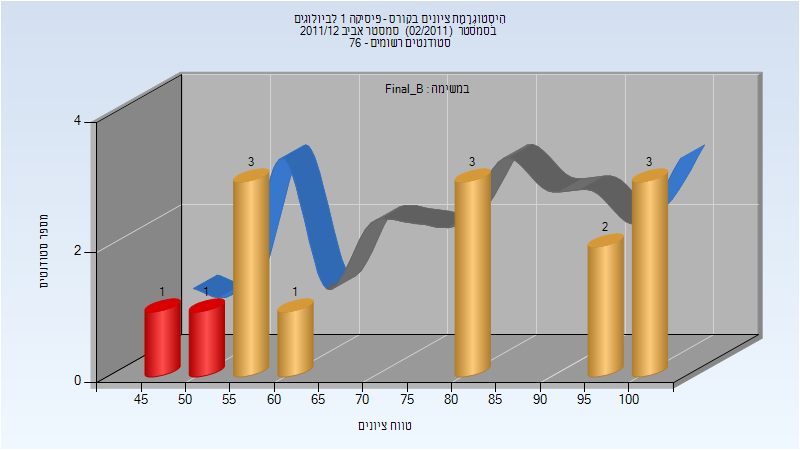 היסטוגרמת ציונים בקורס - פיסיקה 1 לביולוגים
בסמסטר (02/2011) סמסטר אביב 2011/12
סטודנטים רשומים - 76
במשימה : Final_B
מספר סטודנטים
4
2
0
1
1
3
1
3
2
3
45 50 55 60 65 70 75 80 85 90 95 100
טווח ציונים